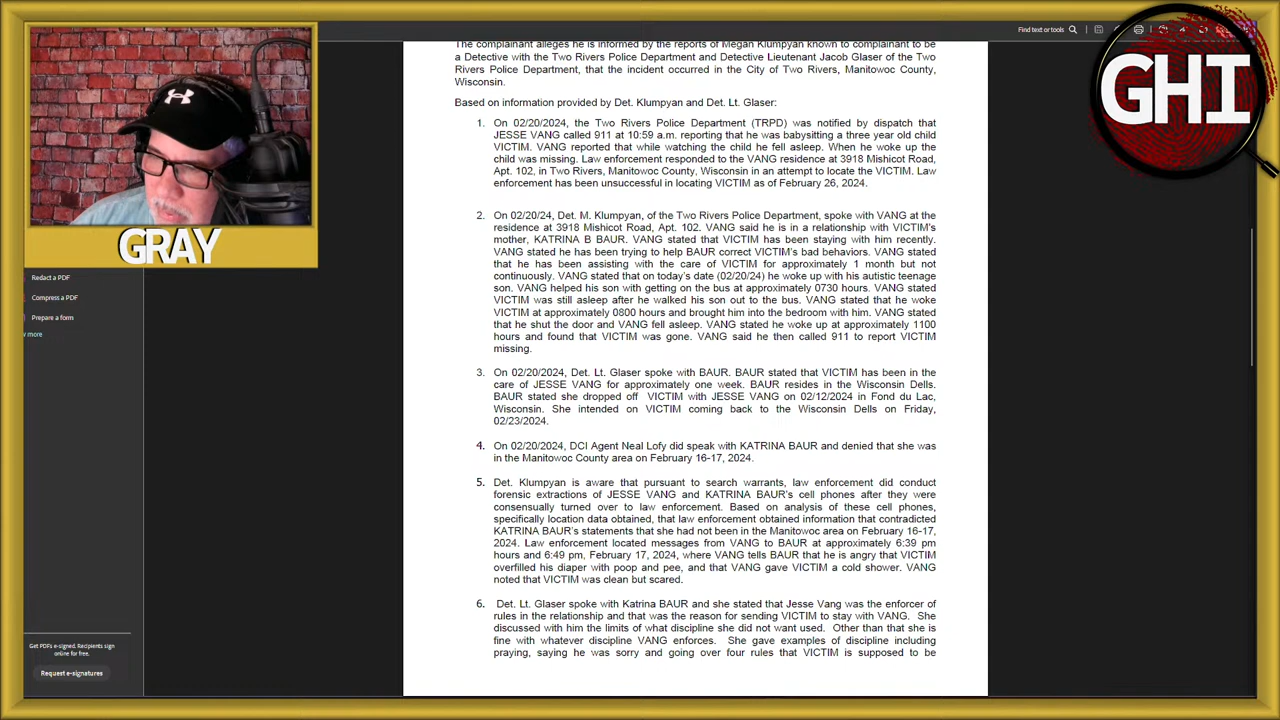 Find text or tools
GHI
The complainant alleges he is informed by the reports of Megan Klumpyan known to complainant to be
a Detective with the Two Rivers Police Department and Detective Lieutenant Jacob Glaser of the Two
Rivers Police Department, that the incident occurred in the City of Two Rivers, Manitowoc County,
Wisconsin.
Based on information provided by Det. Klumpyan and Det. Lt. Glaser:
1. On 02/20/2024, the Two Rivers Police Department (TRPD) was notified by dispatch that
JESSE VANG called 911 at 10:59 a.m. reporting that he was babysitting a three year old child
VICTIM. VANG reported that while watching the child he fell asleep. When he woke up the
child was missing. Law enforcement responded to the VANG residence at 3918 Mishicot Road,
Apt. 102, in Two Rivers, Manitowoc County, Wisconsin in an attempt to locate the VICTIM. Law
enforcement has been unsuccessful in locating VICTIM as of February 26, 2024.
2. On 02/20/24, Det. M. Klumpyan, of the Two Rivers Police Department, spoke with VANG at the
residence at 3918 Mishicot Road, Apt. 102. VANG said he is in a relationship with VICTIM's
mother, KATRINA B BAUR. VANG stated that VICTIM has been staying with him recently.
VANG stated he has been trying to help BAUR correct VICTIM's bad behaviors. VANG stated
that he has been assisting with the care of VICTIM for approximately 1 month but not
continuously. VANG stated that on today's date (02/20/24) he woke up with his autistic teenage
son. VANG helped his son with getting on the bus at approximately 0730 hours. VANG stated
VICTIM was still asleep after he walked his son out to the bus. VANG stated that he woke
VICTIM at approximately 0800 hours and brought him into the bedroom with him. VANG stated
that he shut the door and VANG fell asleep. VANG stated he woke up at approximately 1100
hours and found that VICTIM was gone. VANG said he then called 911 to report VICTIM
missing.
3. On 02/20/2024, Det. Lt. Glaser spoke with BAUR. BAUR stated that VICTIM has been in the
care of JESSE VANG for approximately one week. BAUR resides in the Wisconsin Dells.
BAUR stated she dropped off VICTIM with JESSE VANG on 02/12/2024 in Fond du Lac,
Wisconsin. She intended on VICTIM coming back to the Wisconsin Dells on Friday,
02/23/2024.
4. On 02/20/2024, DCI Agent Neal Lofy did speak with KATRINA BAUR and denied that she was
in the Manitowoc County area on February 16-17, 2024.
5. Det. Klumpyan is aware that pursuant to search warrants, law enforcement did conduct
forensic extractions of JESSE VANG and KATRINA BAUR's cell phones after they were
consensually turned over to law enforcement. Based on analysis of these cell phones,
specifically location data obtained, that law enforcement obtained information that contradicted
KATRINA BAUR's statements that she had not been in the Manitowoc area on February 16-17,
2024. Law enforcement located messages from VANG to BAUR at approximately 6:39 pm
hours and 6:49 pm, February 17, 2024, where VANG tells BAUR that he is angry that VICTIM
overfilled his diaper with poop and pee, and that VANG gave VICTIM a cold shower. VANG
noted that VICTIM was clean but scared.
6. Det. Lt. Glaser spoke with Katrina BAUR and she stated that Jesse Vang was the enforcer of
rules in the relationship and that was the reason for sending VICTIM to stay with VANG. She
discussed with him the limits of what discipline she did not want used. Other than that she is
fine with whatever discipline VANG enforces. She gave examples of discipline including
praying, saying he was sorry and going over four rules that VICTIM is supposed to be
GRAY
Redact a PDF
Compress a PDF
Prepare a form
more
Get PDFs e-signed. Recipients sign
online for free.
Request e-signatures